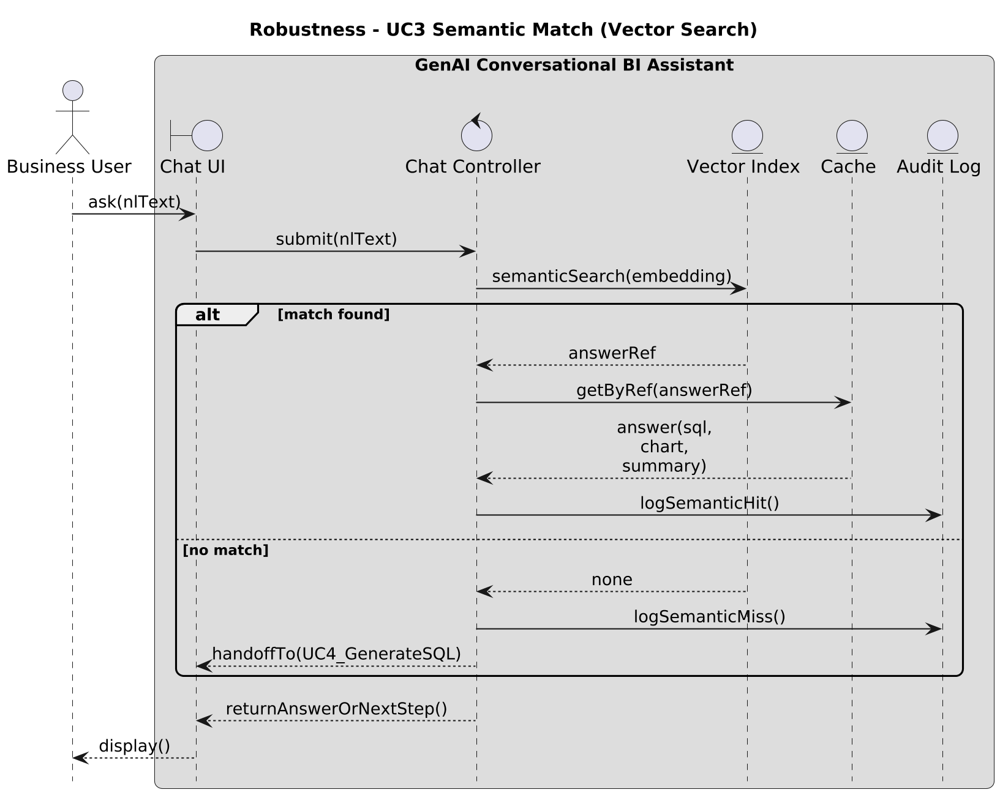 Robustness - UC3 Semantic Match (Vector Search)
GenAI Conversational BI Assistant
Business User
Chat UI
Chat Controller
Vector Index
Cache
Audit Log
ask(nlText)
submit(nlText)
semanticSearch(embedding)
alt
[match found]
answerRef
getByRef(answerRef)
answer(sql,
chart,
summary)
logSemanticHit()
[no match]
none
logSemanticMiss()
handoffTo(UC4_GenerateSQL)
returnAnswerOrNextStep()
display()